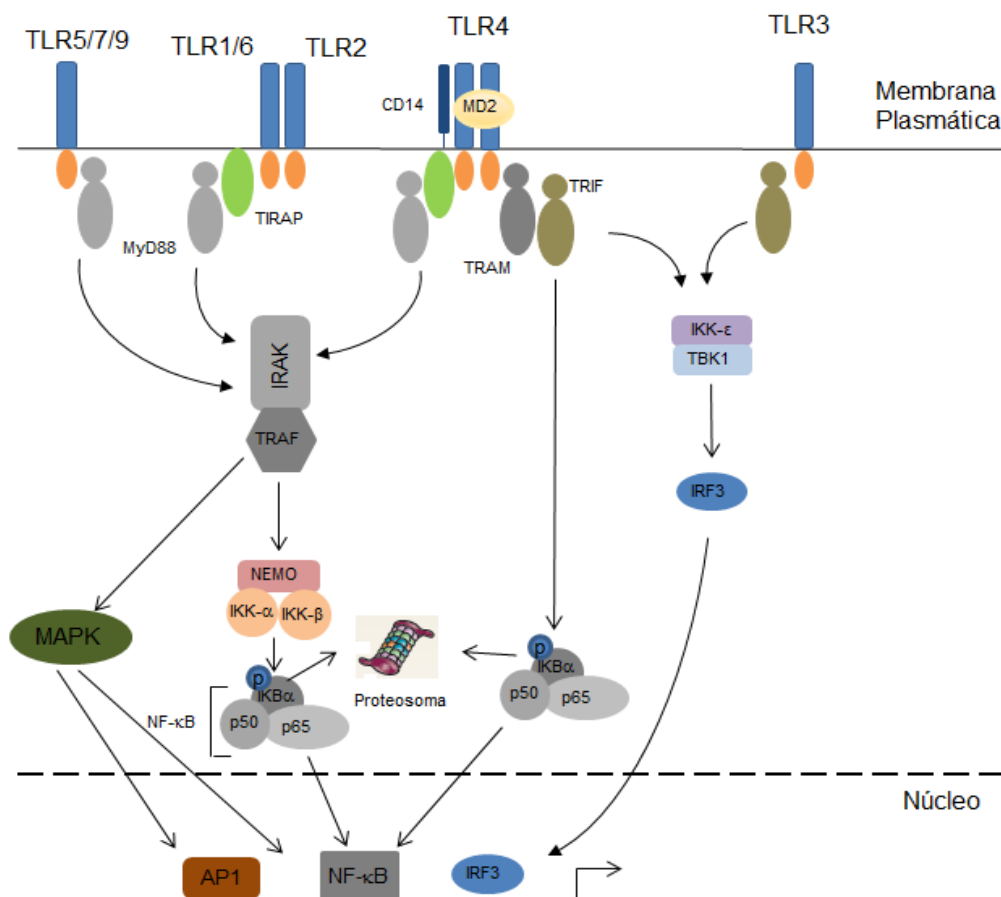 TLR5/7/9
TLR1/6
TLR2
TLR4
TLR3
CD14
MD2
Membrana
Plasmática
TIRAP
MyD88
TRIF
TRAM
IKK-ε
TBK1
IRAK
TRAF
IRF3
NEMO
IKK-α
IKK-β
MAPK
p
IKBα
p50
p65
NF-κB
Proteosoma
p
IKBα
p50
p65
Núcleo
AP1
NF-κB
IRF3